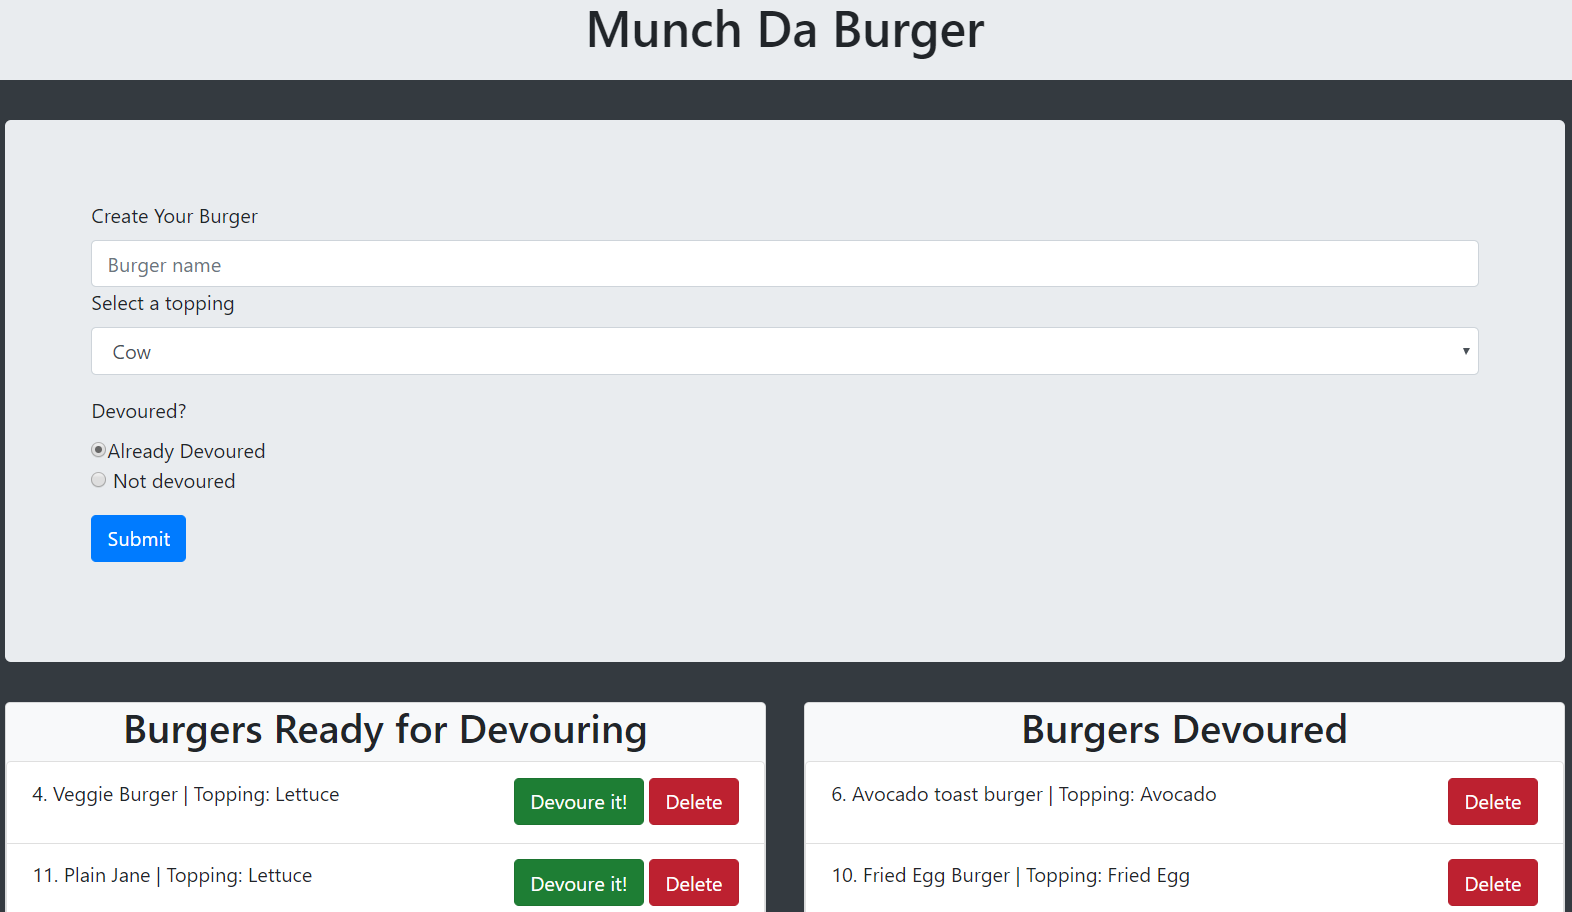 Munch Da Burger
Create Your Burger
Burger name
Select a topping
Cow
Devoured?
Already Devoured
Not devoured
Submit
Burgers Ready for Devouring
4. Veggie Burger | Topping: Lettuce
Devoure it!
Delete
11. Plain Jane | Topping: Lettuce
Devoure it!
Delete
Burgers Devoured
6. Avocado toast burger | Topping: Avocado
Delete
10. Fried Egg Burger | Topping: Fried Egg
Delete